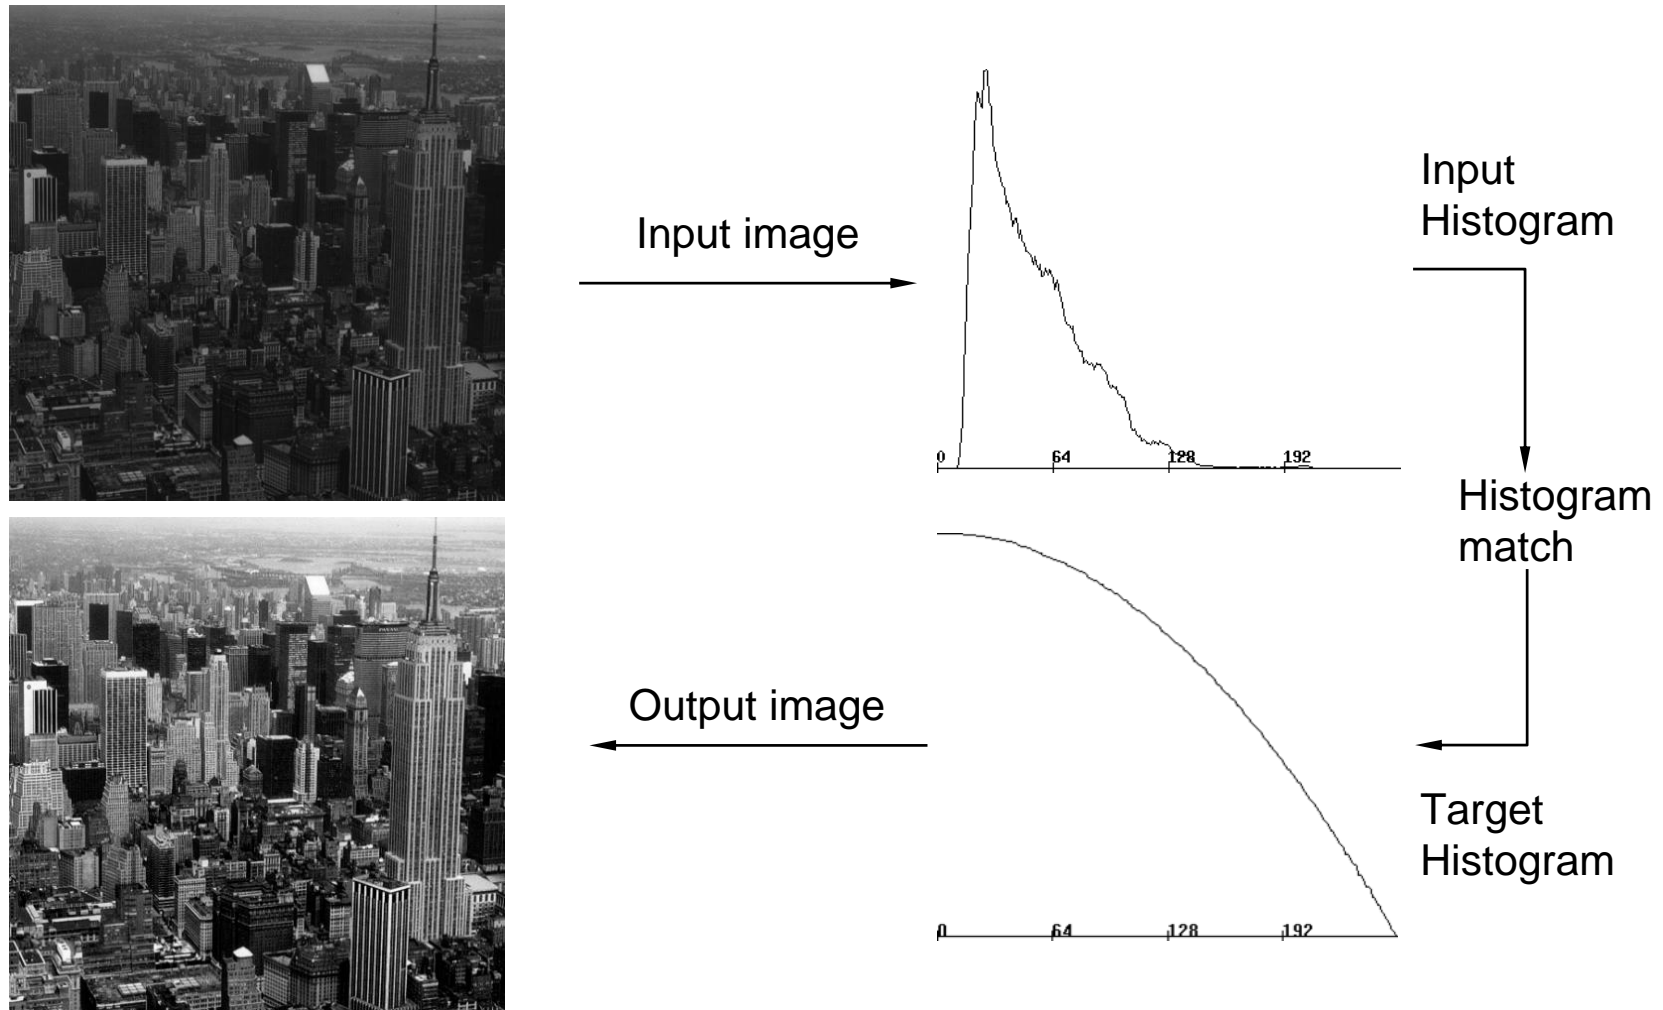 Input image
0 64 128 192
Input
Histogram
Histogram
match
Output image
0 64 128 192
Target
Histogram